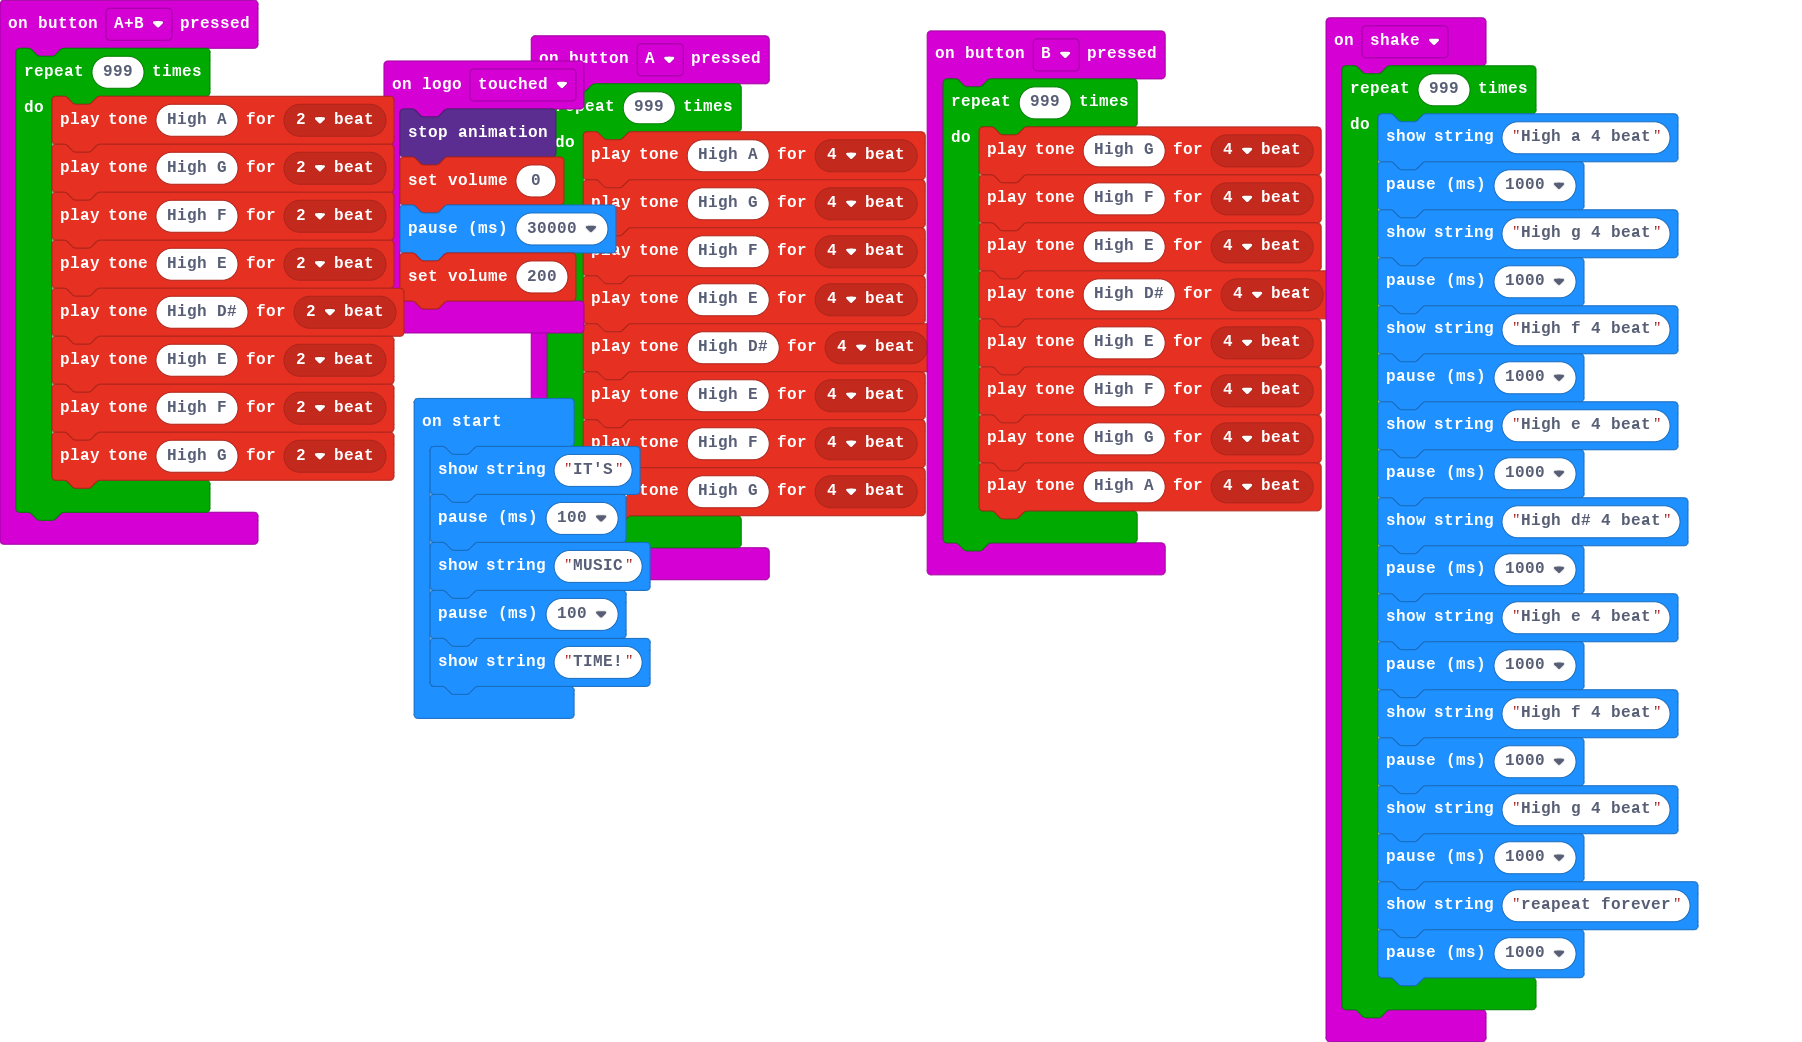 on button A+B pressed
repeat 999 times
do
play tone High A for 2 beat
play tone High G for 2 beat
play tone High F for 2 beat
play tone High E for 2 beat
play tone High D# for 2 beat
play tone High E for 2 beat
play tone High F for 2 beat
play tone High G for 2 beat
on logo touched
stop animation
set volume 0
pause (ms) 30000
set volume 200
on start
show string "IT'S"
pause (ms) 100
show string "MUSIC"
pause (ms) 100
show string "TIME!"
on button A pressed
repeat 999 times
do
play tone High A for 4 beat
play tone High G for 4 beat
play tone High F for 4 beat
play tone High E for 4 beat
play tone High D# for 4 beat
play tone High E for 4 beat
play tone High F for 4 beat
tone High G for 4 beat
on button B pressed
repeat 999 times
do
play tone High G for 4 beat
play tone High F for 4 beat
play tone High E for 4 beat
play tone High D# for 4 beat
play tone High E for 4 beat
play tone High F for 4 beat
play tone High G for 4 beat
play tone High A for 4 beat
on shake
repeat 999 times
do
show string "High a 4 beat"
pause (ms) 1000
show string "High g 4 beat"
pause (ms) 1000
show string "High f 4 beat"
pause (ms) 1000
show string "High e 4 beat"
pause (ms) 1000
show string "High d# 4 beat"
pause (ms) 1000
show string "High e 4 beat"
pause (ms) 1000
show string "High f 4 beat"
pause (ms) 1000
show string "High g 4 beat"
pause (ms) 1000
show string "reapeat forever"
pause (ms) 1000